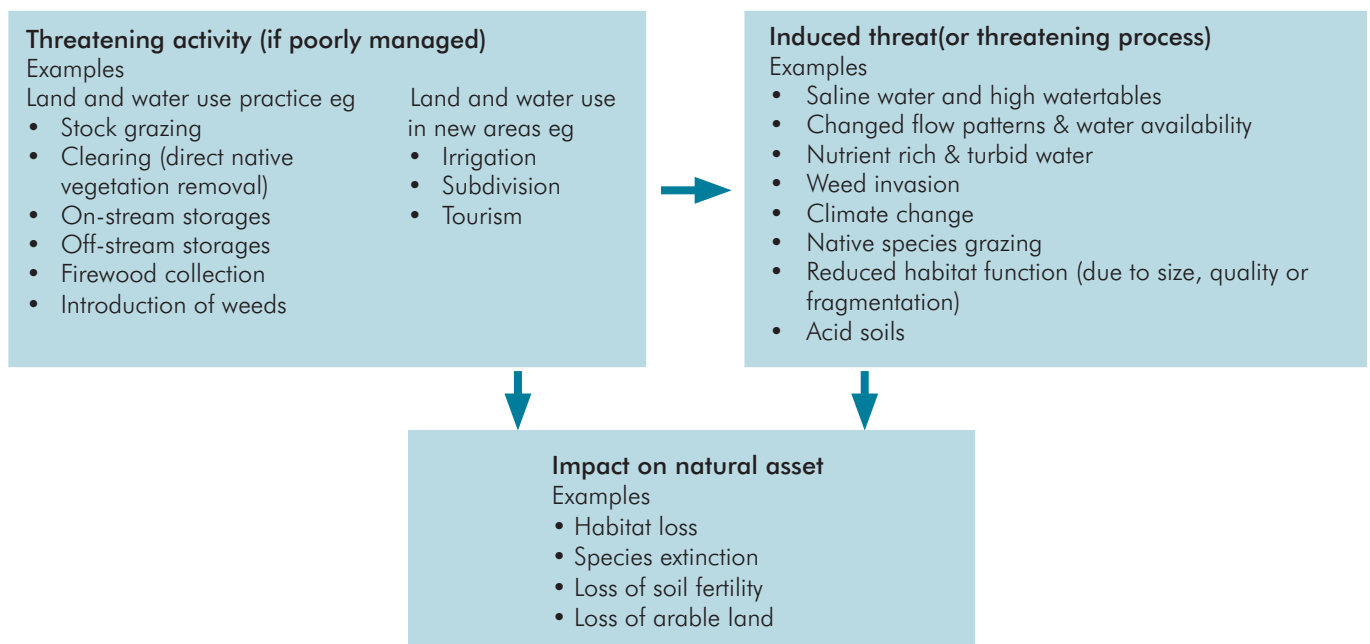 Threatening activity (if poorly managed)
Examples
Land and water use practice eg
• Stock grazing
• Clearing (direct native
vegetation removal)
• On-stream storages
• Off-stream storages
• Firewood collection
• Introduction of weeds
Land and water use
in new areas eg
• Irrigation
• Subdivision
• Tourism
Induced threat(or threatening process)
Examples
• Saline water and high watertables
• Changed flow patterns & water availability
• Nutrient rich & turbid water
• Weed invasion
• Climate change
• Native species grazing
• Reduced habitat function (due to size, quality or
fragmentation)
• Acid soils
Impact on natural asset
Examples
• Habitat loss
• Species extinction
• Loss of soil fertility
• Loss of arable land